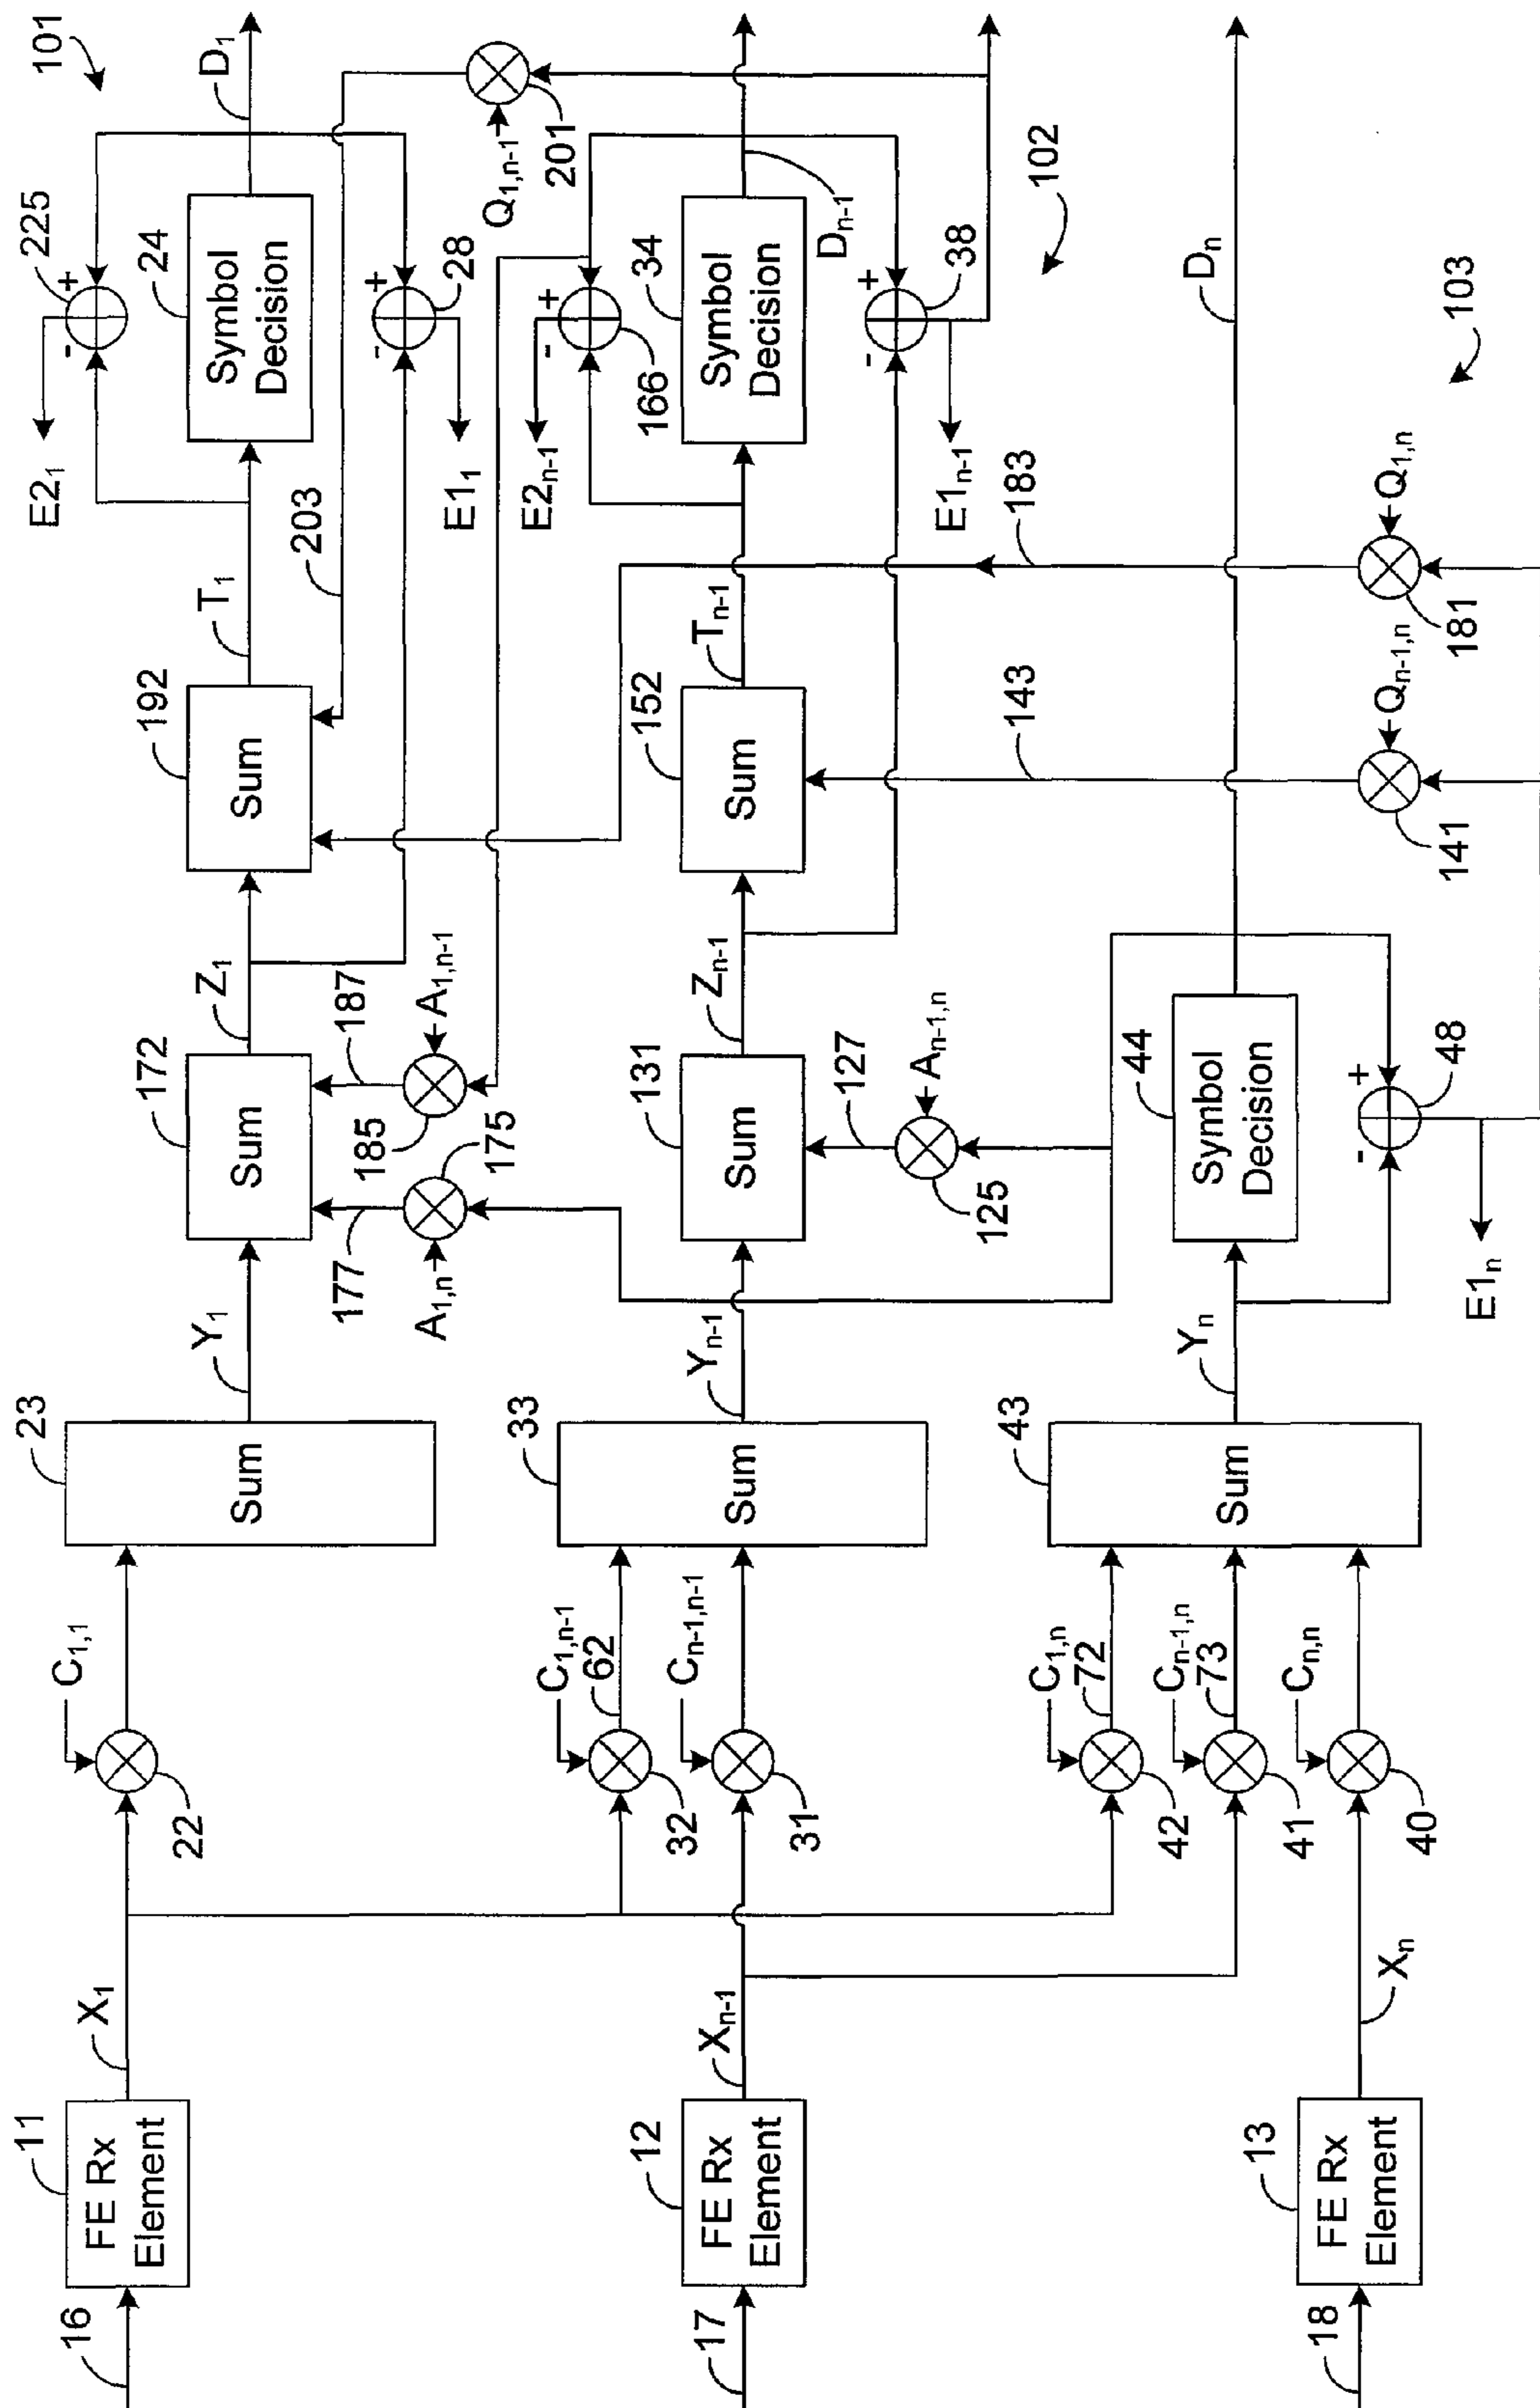 101
16
11
FE Rx
Element
X1
C1,1
22
23
Sum
Y1
172
Sum
Z1
177
187
A1,n
175
185
A1,n-1
192
Sum
T1
203
E21
225
+
-
24
Symbol
Decision
D1
+
-
28
E11
Q1,n-1
201
102
17
12
FE Rx
Element
Xn-1
C1,n-1
62
32
Cn-1,n-1
31
33
Sum
Yn-1
131
Sum
Zn-1
127
An-1,n
125
152
Sum
Tn-1
E2n-1
166
+
-
34
Symbol
Decision
Dn-1
+
-
38
E1n-1
103
18
13
FE Rx
Element
Xn
C1,n
72
42
Cn-1,n
73
41
Cn,n
40
43
Sum
Yn
44
Symbol
Decision
+
-
48
E1n
143
Qn-1,n
141
183
Q1,n
181
Dn